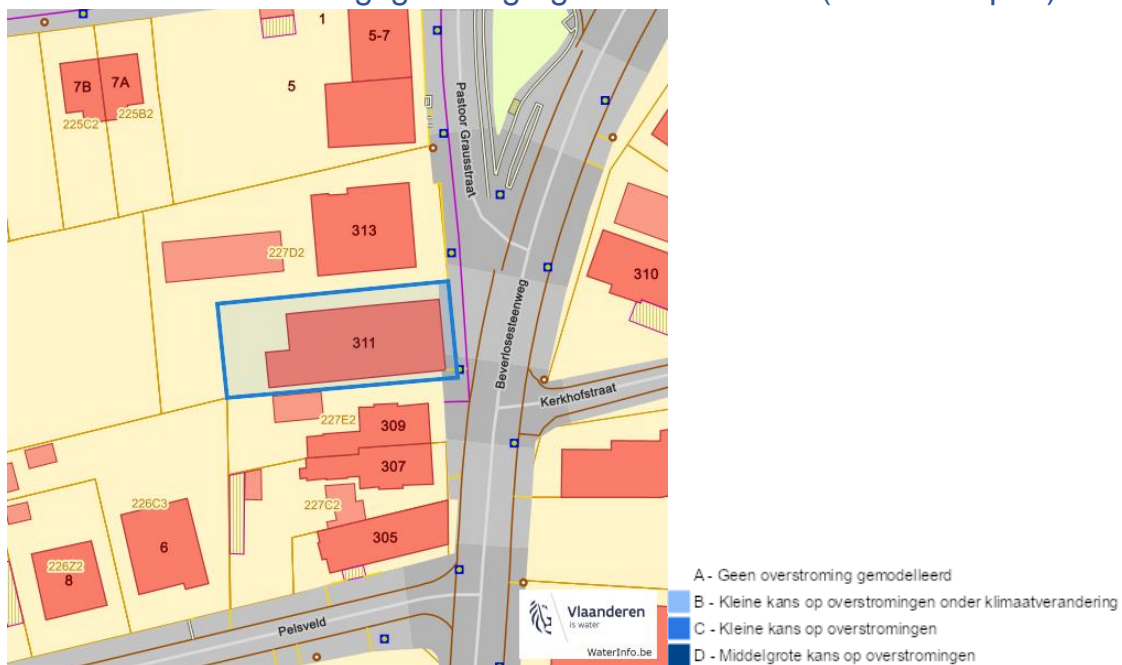 1
5-7
5
7B
7A
225C2
225B2
Pastoor Grausstraat
313
227D2
310
311
Beverlosesteenweg
Kerkhofstraat
227E2
309
307
226C3
227C2
6
305
226Z2
8
Pelsveld
Vlaanderen
is water
WaterInfo.be
A - Geen overstroming gemodelleerd
B - Kleine kans op overstromingen onder klimaatverandering
C - Kleine kans op overstromingen
D - Middelgrote kans op overstromingen